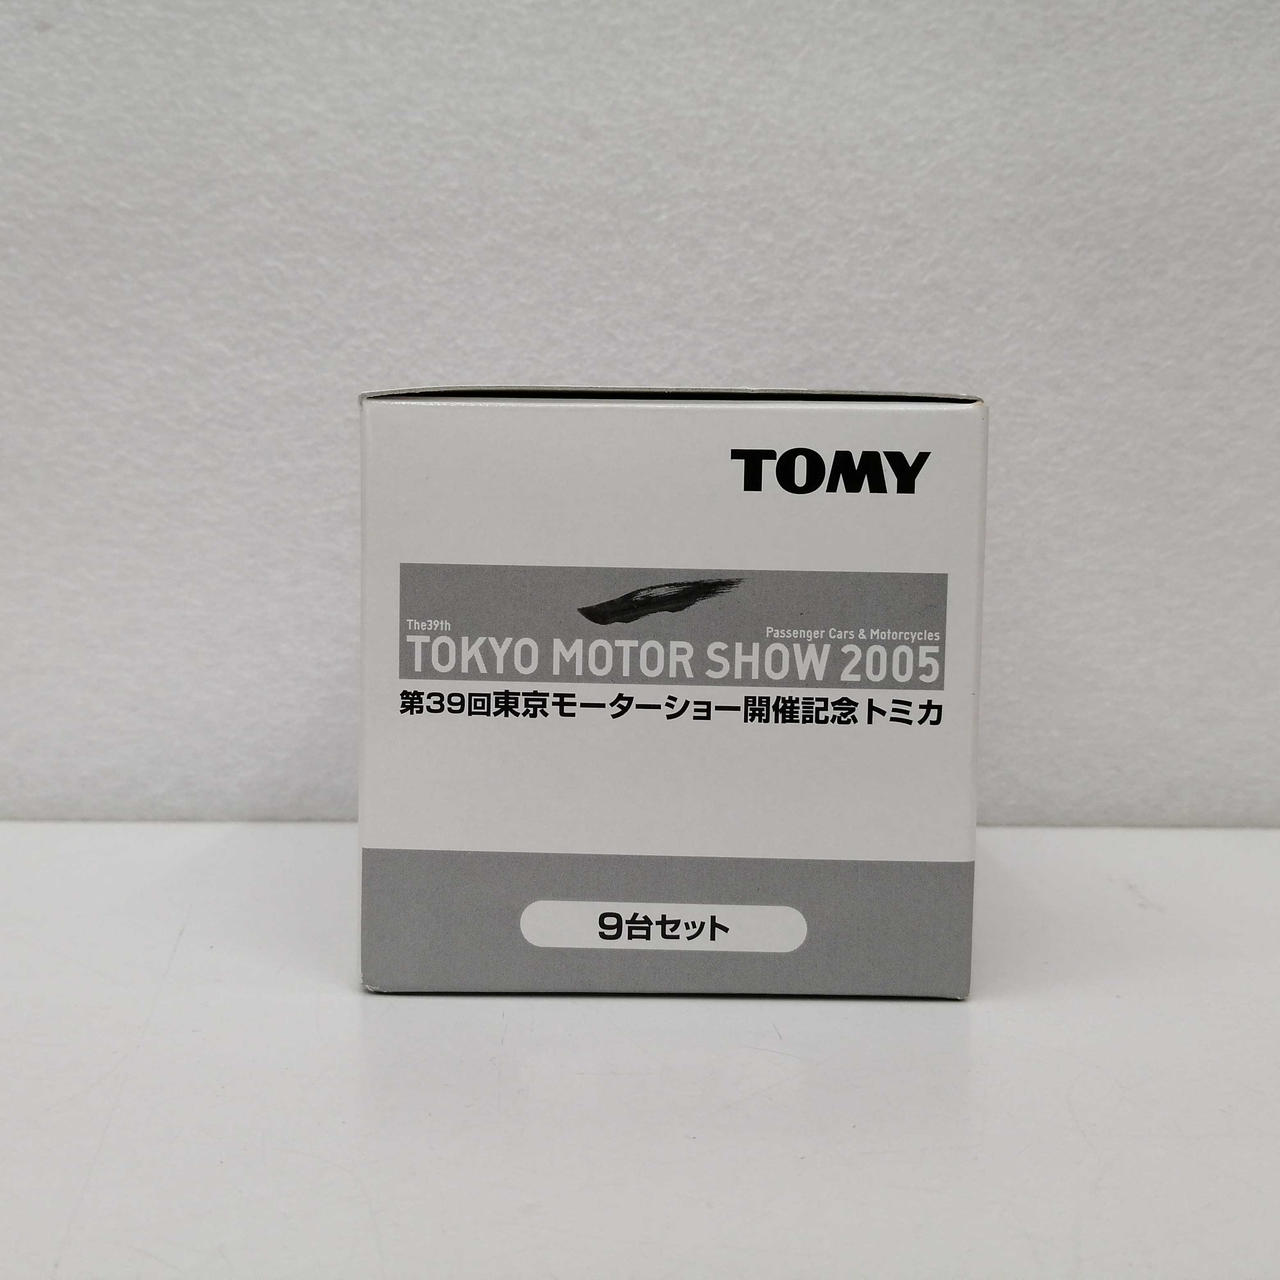 TOMY
The39th
Passenger Cars & Motorcycles
TOKYO MOTOR SHOW 2005
第39回東京モーターショー開催記念トミカ
9台セット